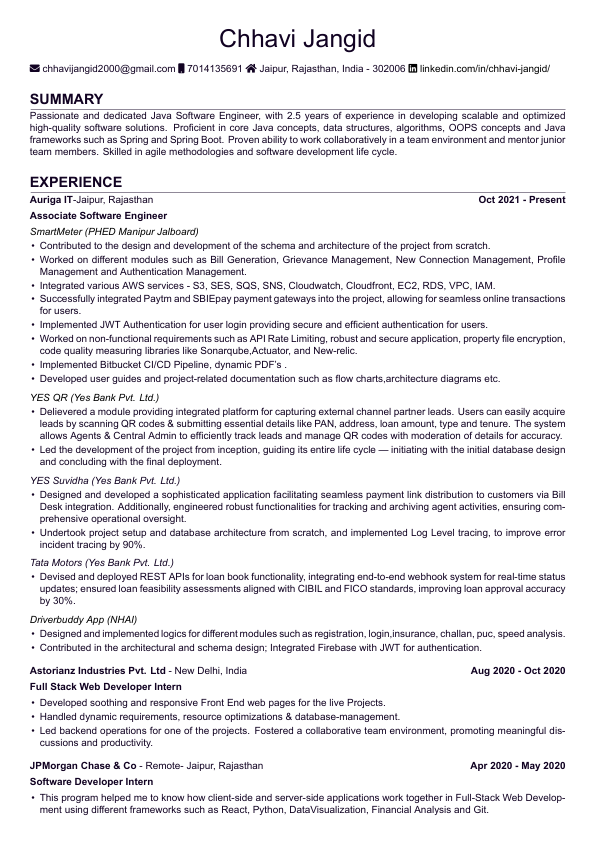 Chhavi Jangid
chhavijangid2000@gmail.com 7014135691 Jaipur, Rajasthan, India - 302006 linkedin.com/in/chhavi-jangid/
SUMMARY
Passionate and dedicated Java Software Engineer, with 2.5 years of experience in developing scalable and optimized
high-quality software solutions. Proficient in core Java concepts, data structures, algorithms, OOPS concepts and Java
frameworks such as Spring and Spring Boot. Proven ability to work collaboratively in a team environment and mentor junior
team members. Skilled in agile methodologies and software development life cycle.
EXPERIENCE
Auriga IT-Jaipur, Rajasthan Oct 2021 - Present
Associate Software Engineer
SmartMeter (PHED Manipur Jalboard)
• Contributed to the design and development of the schema and architecture of the project from scratch.
• Worked on different modules such as Bill Generation, Grievance Management, New Connection Management, Profile
Management and Authentication Management.
• Integrated various AWS services - S3, SES, SQS, SNS, Cloudwatch, Cloudfront, EC2, RDS, VPC, IAM.
• Successfully integrated Paytm and SBIEpay payment gateways into the project, allowing for seamless online transactions
for users.
• Implemented JWT Authentication for user login providing secure and efficient authentication for users.
• Worked on non-functional requirements such as API Rate Limiting, robust and secure application, property file encryption,
code quality measuring libraries like Sonarqube,Actuator, and New-relic.
• Implemented Bitbucket CI/CD Pipeline, dynamic PDF's .
• Developed user guides and project-related documentation such as flow charts,architecture diagrams etc.
YES QR (Yes Bank Pvt. Ltd.)
• Delievered a module providing integrated platform for capturing external channel partner leads. Users can easily acquire
leads by scanning QR codes & submitting essential details like PAN, address, loan amount, type and tenure. The system
allows Agents & Central Admin to efficiently track leads and manage QR codes with moderation of details for accuracy.
• Led the development of the project from inception, guiding its entire life cycle — initiating with the initial database design
and concluding with the final deployment.
YES Suvidha (Yes Bank Pvt. Ltd.)
• Designed and developed a sophisticated application facilitating seamless payment link distribution to customers via Bill
Desk integration. Additionally, engineered robust functionalities for tracking and archiving agent activities, ensuring com-
prehensive operational oversight.
• Undertook project setup and database architecture from scratch, and implemented Log Level tracing, to improve error
incident tracing by 90%.
Tata Motors (Yes Bank Pvt. Ltd.)
• Devised and deployed REST APIs for loan book functionality, integrating end-to-end webhook system for real-time status
updates; ensured loan feasibility assessments aligned with CIBIL and FICO standards, improving loan approval accuracy
by 30%.
Driverbuddy App (NHAI)
• Designed and implemented logics for different modules such as registration, login,insurance, challan, puc, speed analysis.
• Contributed in the architectural and schema design; Integrated Firebase with JWT for authentication.
Astorianz Industries Pvt. Ltd - New Delhi, India Aug 2020 - Oct 2020
Full Stack Web Developer Intern
• Developed soothing and responsive Front End web pages for the live Projects.
• Handled dynamic requirements, resource optimizations & database-management.
• Led backend operations for one of the projects. Fostered a collaborative team environment, promoting meaningful dis-
cussions and productivity.
JPMorgan Chase & Co - Remote- Jaipur, Rajasthan Apr 2020 - May 2020
Software Developer Intern
• This program helped me to know how client-side and server-side applications work together in Full-Stack Web Develop-
ment using different frameworks such as React, Python, DataVisualization, Financial Analysis and Git.